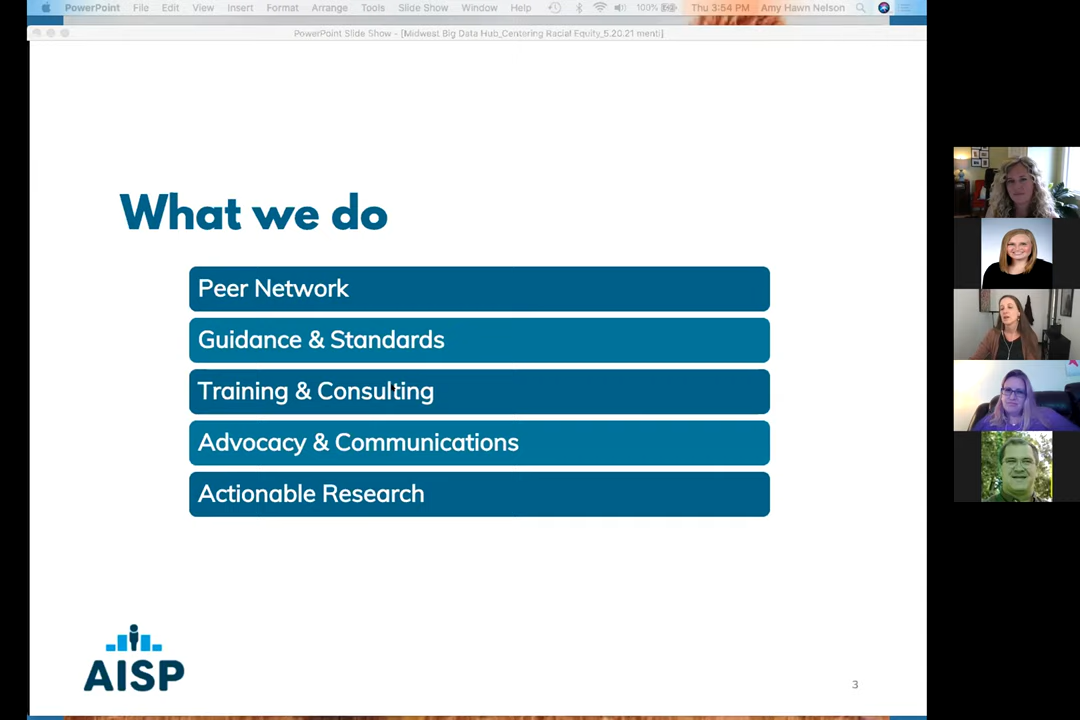 PowerPoint File Edit View Insert Format Arrange Tools Slide Show Window Help 100% Thu 3:54 PM Amy Hawn Nelson
PowerPoint Slide Show - [Midweat Big Data Hub_Centering Racial Equity_5.20.21 menti]
What we do
Peer Network
Guidance & Standards
Training & Consulting
Advocacy & Communications
Actionable Research
AISP
3